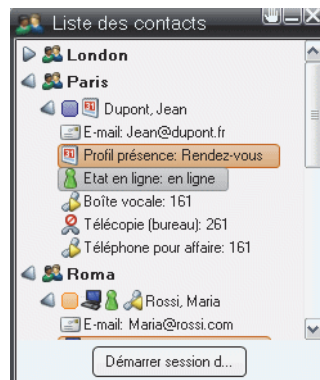 Liste des contacts
London
Paris
Dupont, Jean
E-mail: Jean@dupont.fr
Profil présence: Rendez-vous
Etat en ligne: en ligne
Boîte vocale: 161
Télécopie (bureau): 261
Téléphone pour affaire: 161
Roma
Rossi, Maria
E-mail: Maria@rossi.com
Démarrer session d...